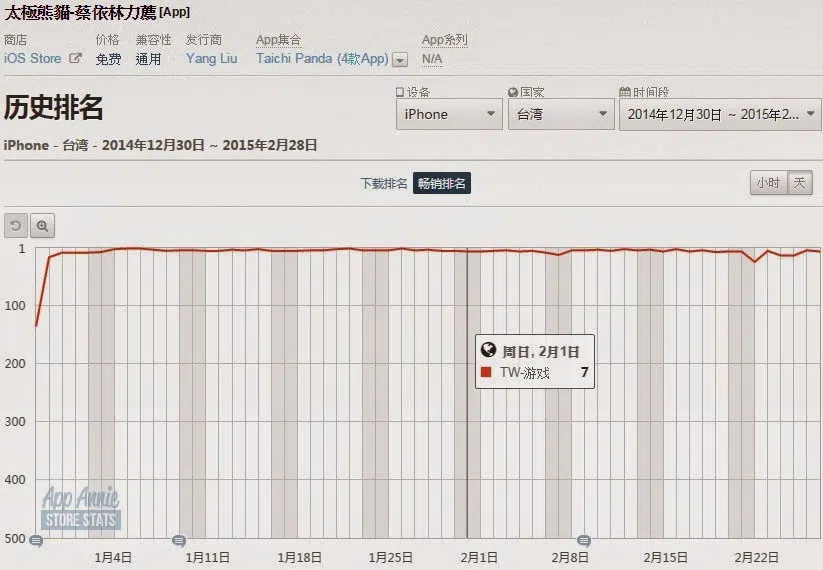 太極熊貓-蔡依林力薦 [App]
商店 价格 兼容性 发行商 App集合 App系列
iOS Store 免费 通用 Yang Liu Taichi Panda (4款App) N/A
历史排名
设备 国家 时间段
iPhone 台湾 2014年12月30日 ~ 2015年2...
iPhone - 台湾 - 2014年12月30日 ~ 2015年2月28日
下载排名 畅销排名 小时 天
1
100
200
300
400
500
周日, 2月1日
TW-游戏 7
App Annie
STORE STATS
1月4日 1月11日 1月18日 1月25日 2月1日 2月8日 2月15日 2月22日